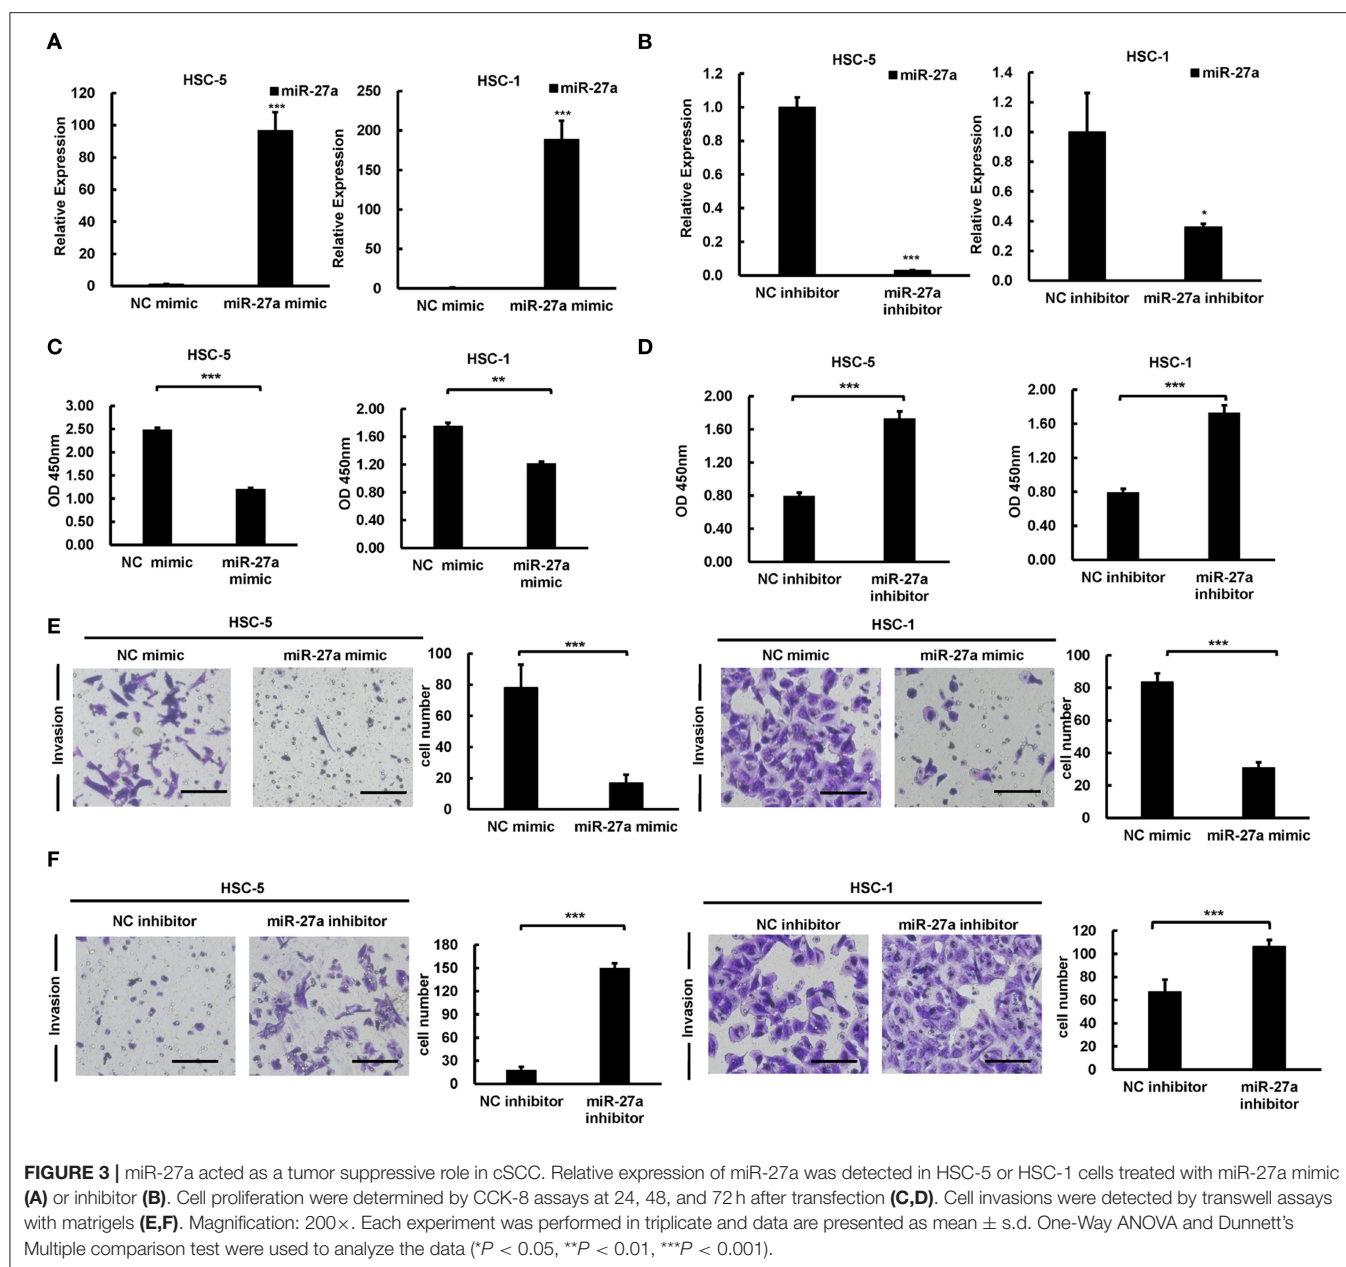 A
HSC-5
miR-27a
Relative Expression
120
100
80
60
40
20
0
***
NC mimic
miR-27a mimic
HSC-1
miR-27a
Relative Expression
250
200
150
100
50
0
***
NC mimic
miR-27a mimic
B
HSC-5
miR-27a
Relative Expression
1.2
1.0
0.8
0.6
0.4
0.2
0.0
***
NC inhibitor
miR-27a
inhibitor
HSC-1
miR-27a
Relative Expression
1.4
1.2
1.0
0.8
0.6
0.4
0.2
0.0
*
NC inhibitor
miR-27a inhibitor
C
HSC-5
***
OD 450nm
3.00
2.50
2.00
1.50
1.00
0.50
0.00
NC mimic
miR-27a
mimic
HSC-1
**
OD 450nm
2.00
1.60
1.20
0.80
0.40
0.00
NC mimic
miR-27a
mimic
D
HSC-5
***
OD 450nm
2.00
1.60
1.20
0.80
0.40
0.00
NC inhibitor
miR-27a
inhibitor
HSC-1
***
OD 450nm
2.00
1.60
1.20
0.80
0.40
0.00
NC inhibitor
miR-27a
inhibitor
E
HSC-5
NC mimic
miR-27a mimic
Invasion
***
cell number
100
80
60
40
20
0
NC mimic
miR-27a mimic
HSC-1
NC mimic
miR-27a mimic
Invasion
***
cell number
100
80
60
40
20
0
NC mimic
miR-27a mimic
F
HSC-5
NC inhibitor
miR-27a inhibitor
Invasion
***
cell number
180
150
120
90
60
30
0
NC inhibitor
miR-27a
inhibitor
HSC-1
NC inhibitor
miR-27a inhibitor
Invasion
***
cell number
120
100
80
60
40
20
0
NC inhibitor
miR-27a
inhibitor
FIGURE 3 | miR-27a acted as a tumor suppressive role in cSCC. Relative expression of miR-27a was detected in HSC-5 or HSC-1 cells treated with miR-27a mimic
(A) or inhibitor (B). Cell proliferation were determined by CCK-8 assays at 24, 48, and 72 h after transfection (C,D). Cell invasions were detected by transwell assays
with matrigels (E,F). Magnification: 200×. Each experiment was performed in triplicate and data are presented as mean ± s.d. One-Way ANOVA and Dunnett's
Multiple comparison test were used to analyze the data (*P < 0.05, **P < 0.01, ***P < 0.001).